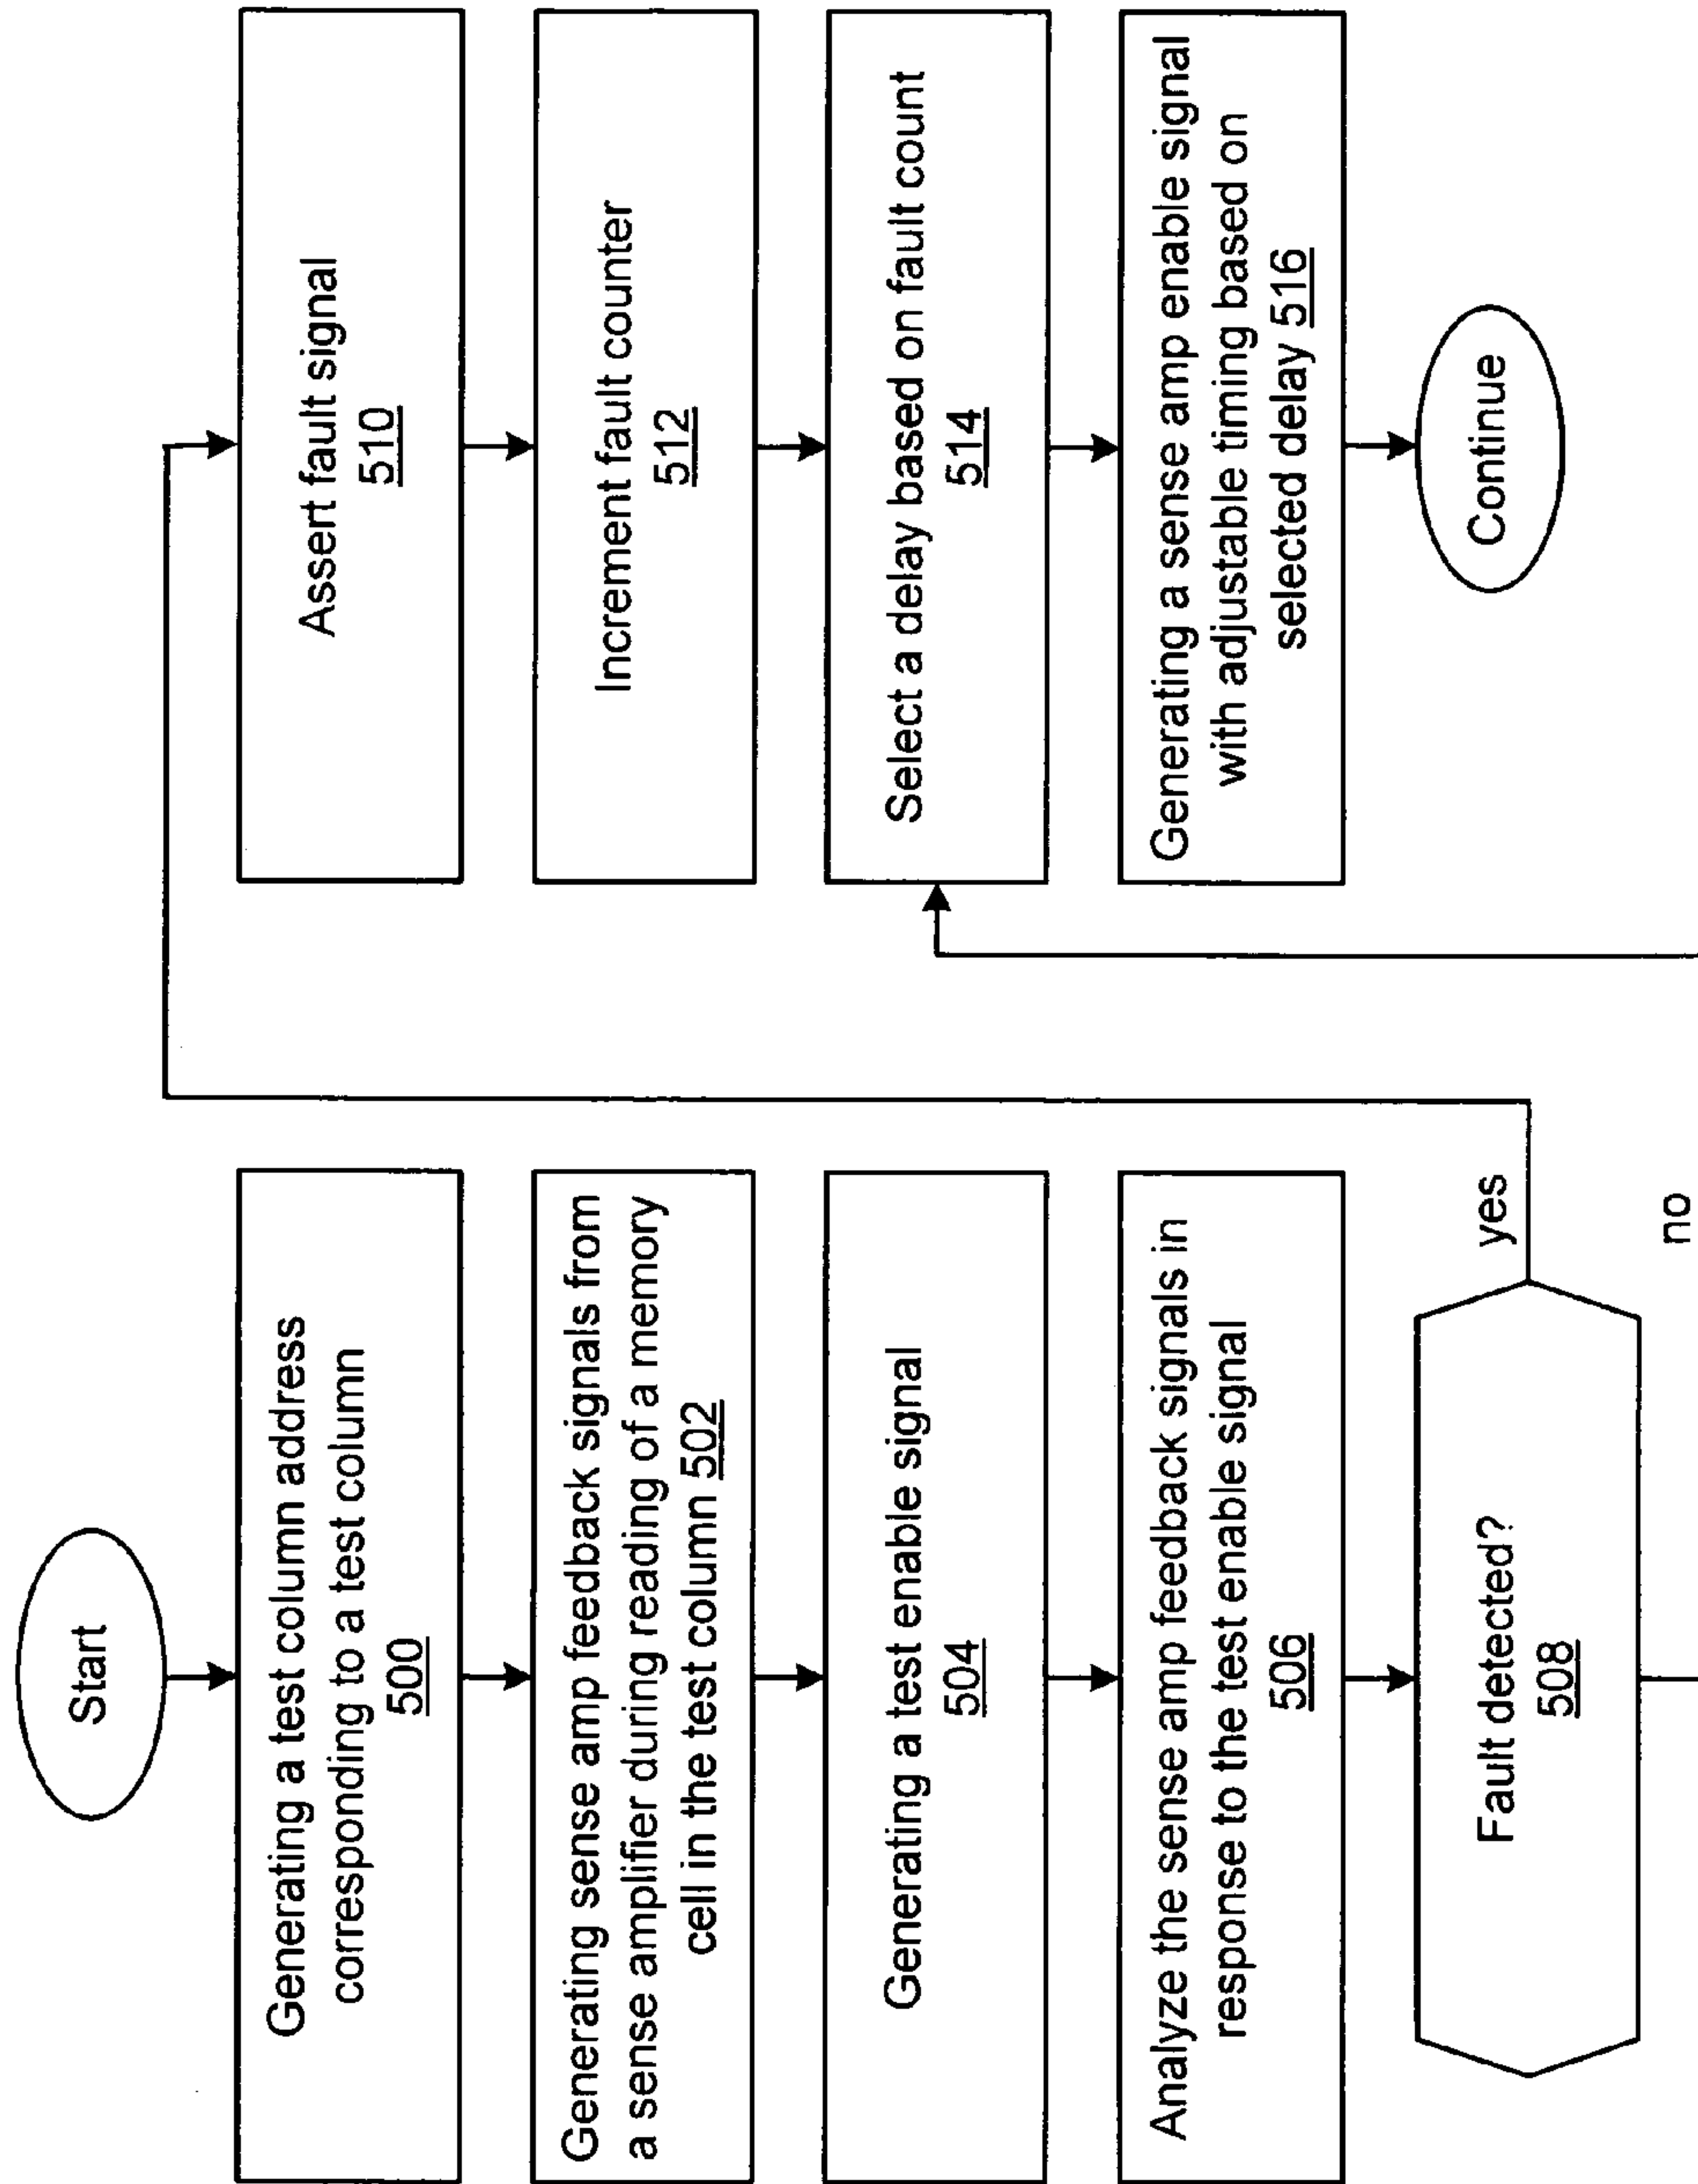 Start
Generating a test column address
corresponding to a test column
500
Generating sense amp feedback signals from
a sense amplifier during reading of a memory
cell in the test column 502
Generating a test enable signal
504
Analyze the sense amp feedback signals in
response to the test enable signal
506
Fault detected?
508
yes
no
Assert fault signal
510
Increment fault counter
512
Select a delay based on fault count
514
Generating a sense amp enable signal
with adjustable timing based on
selected delay 516
Continue